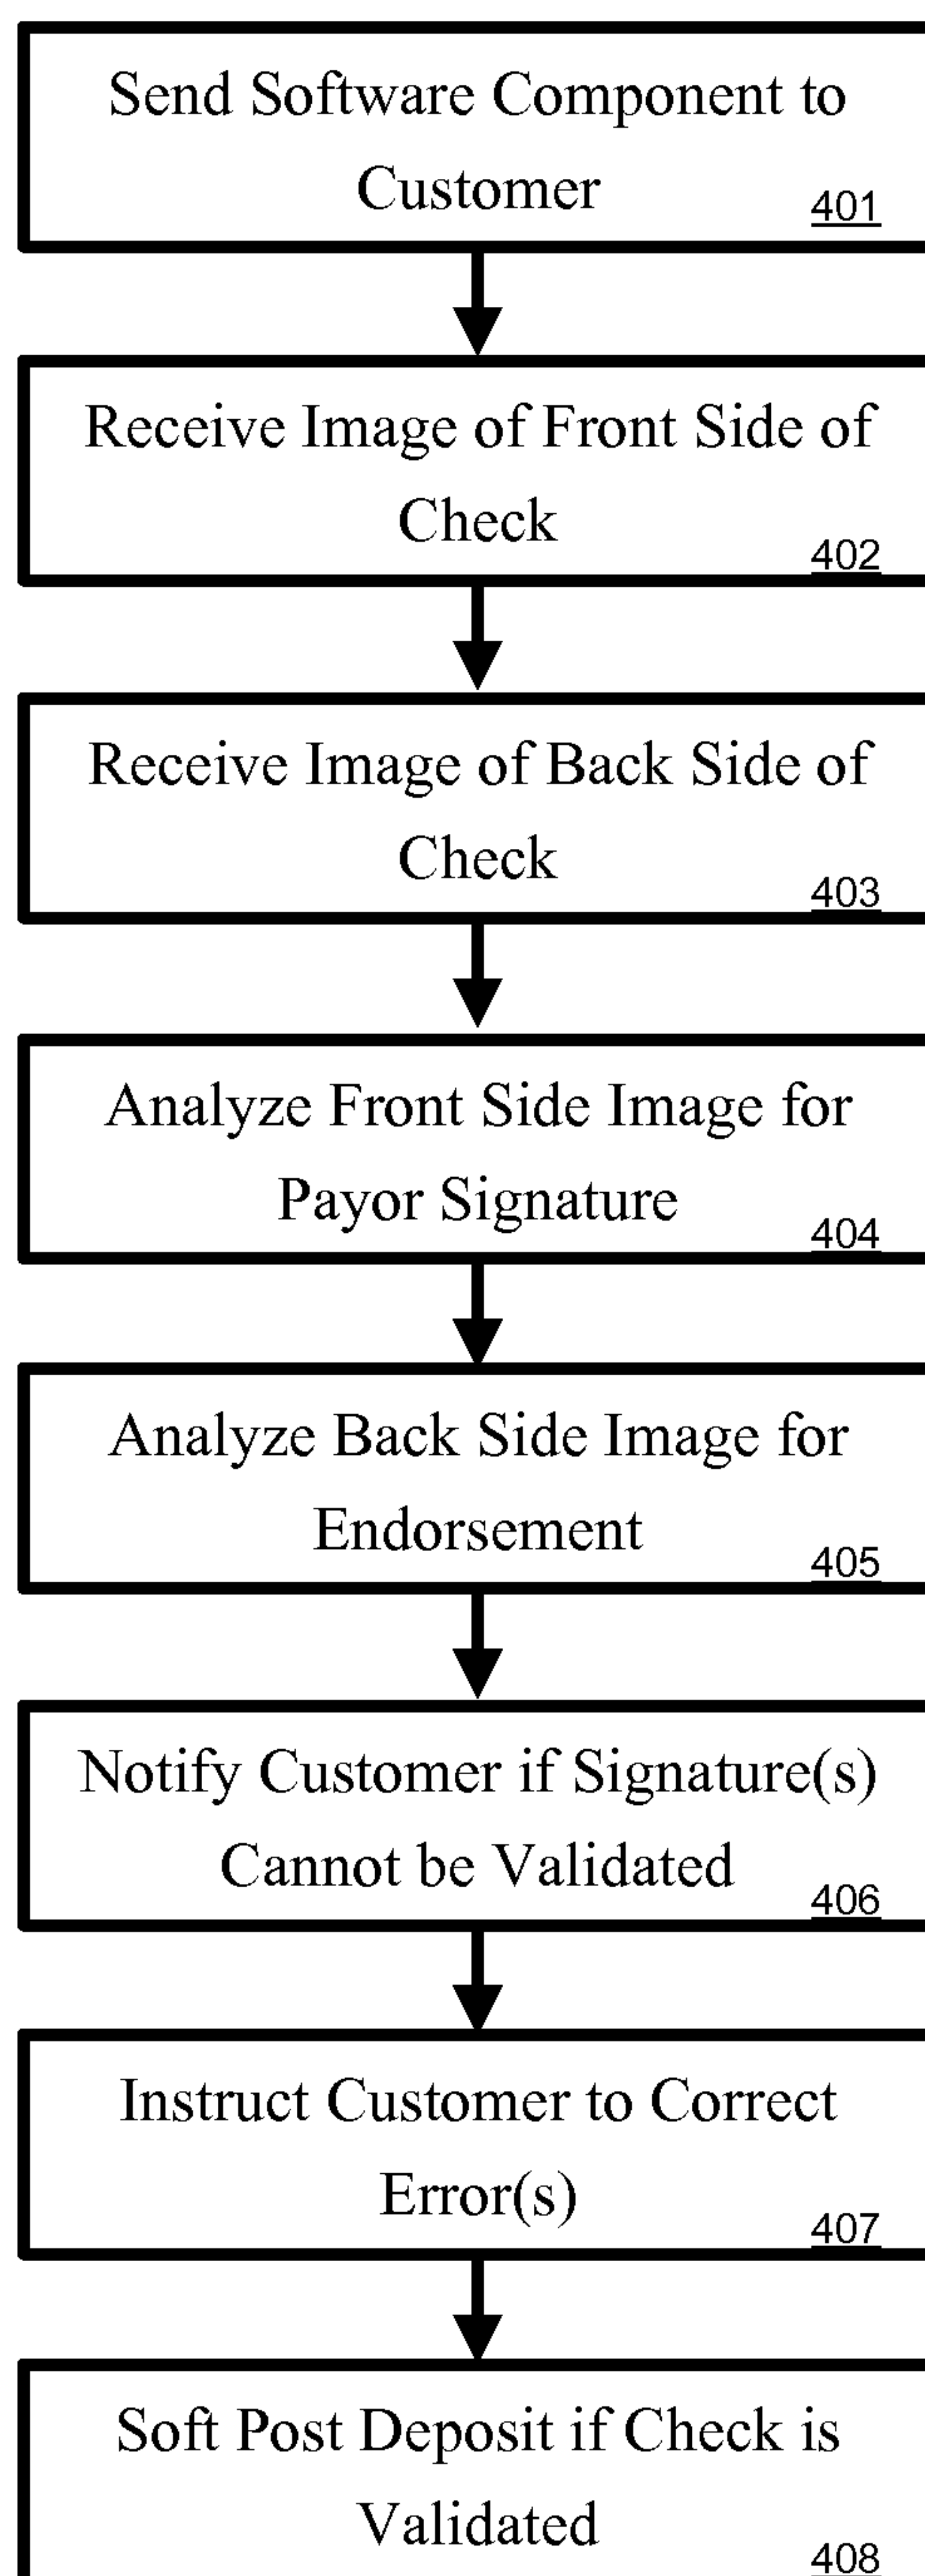 Send Software Component to
Customer
401
Receive Image of Front Side of
Check
402
Receive Image of Back Side of
Check
403
Analyze Front Side Image for
Payor Signature
404
Analyze Back Side Image for
Endorsement
405
Notify Customer if Signature(s)
Cannot be Validated
406
Instruct Customer to Correct
Error(s)
407
Soft Post Deposit if Check is
Validated
408